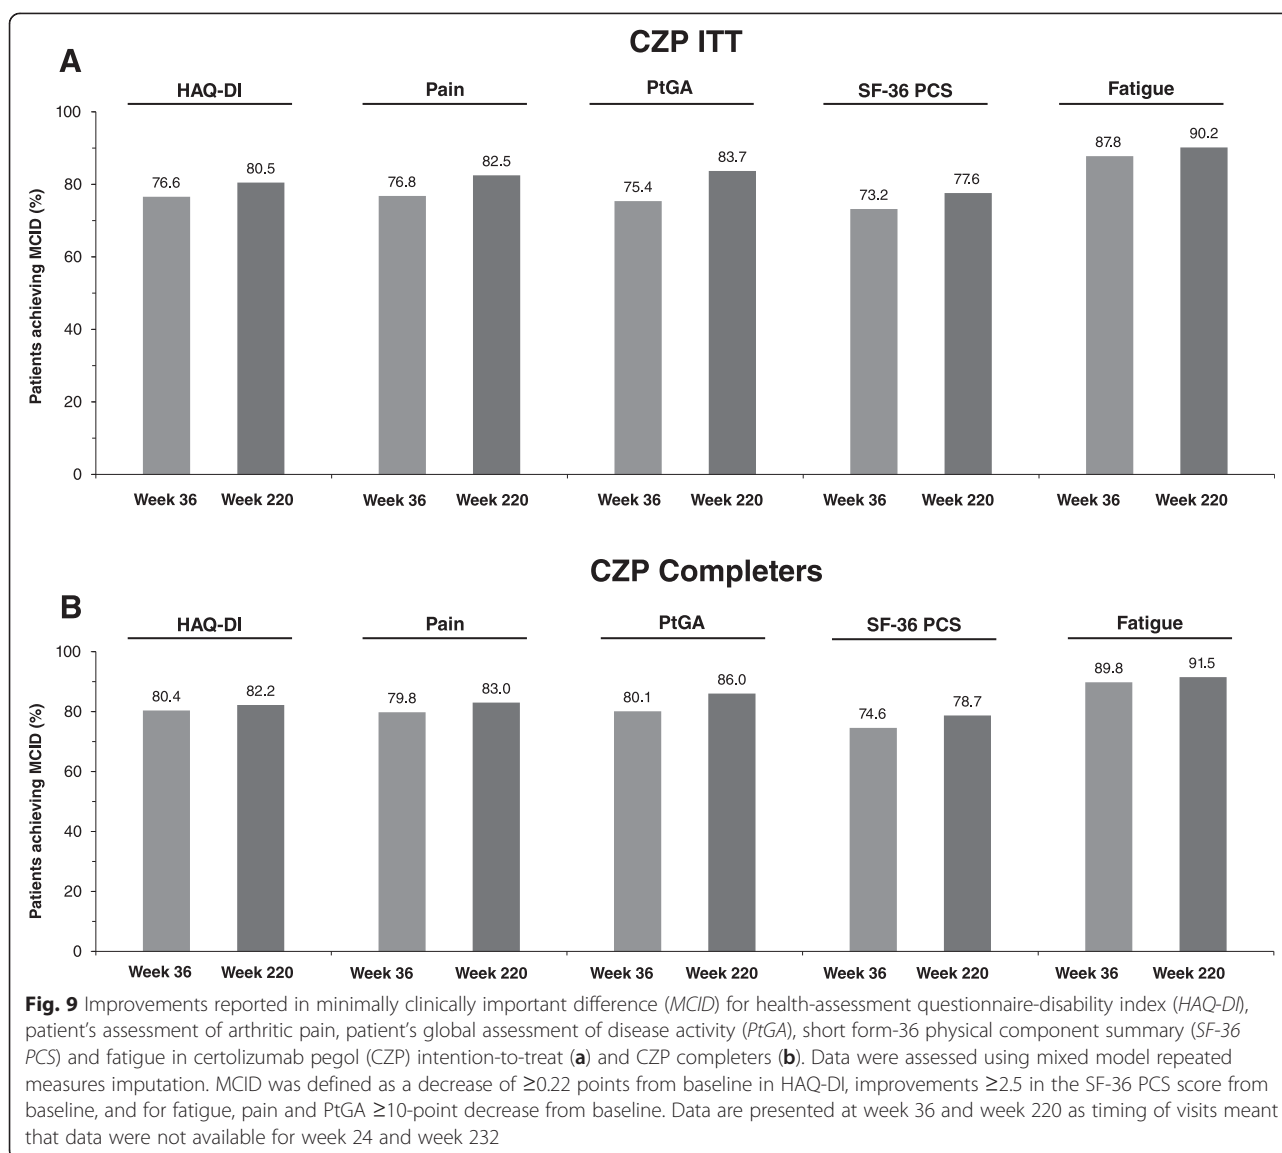 CZP ITT
A
HAQ-DI Pain PtGA SF-36 PCS Fatigue
Patients achieving MCID (%)
100
80
60
40
20
0
76.6 80.5 76.8 82.5 75.4 83.7 73.2 77.6 87.8 90.2
Week 36 Week 220 Week 36 Week 220 Week 36 Week 220 Week 36 Week 220 Week 36 Week 220
CZP Completers
B
HAQ-DI Pain PtGA SF-36 PCS Fatigue
Patients achieving MCID (%)
100
80
60
40
20
0
80.4 82.2 79.8 83.0 80.1 86.0 74.6 78.7 89.8 91.5
Week 36 Week 220 Week 36 Week 220 Week 36 Week 220 Week 36 Week 220 Week 36 Week 220
Fig. 9 Improvements reported in minimally clinically important difference (MCID) for health-assessment questionnaire-disability index (HAQ-DI),
patient's assessment of arthritic pain, patient's global assessment of disease activity (PtGA), short form-36 physical component summary (SF-36
PCS) and fatigue in certolizumab pegol (CZP) intention-to-treat (a) and CZP completers (b). Data were assessed using mixed model repeated
measures imputation. MCID was defined as a decrease of ≥0.22 points from baseline in HAQ-DI, improvements ≥2.5 in the SF-36 PCS score from
baseline, and for fatigue, pain and PtGA ≥10-point decrease from baseline. Data are presented at week 36 and week 220 as timing of visits meant
that data were not available for week 24 and week 232